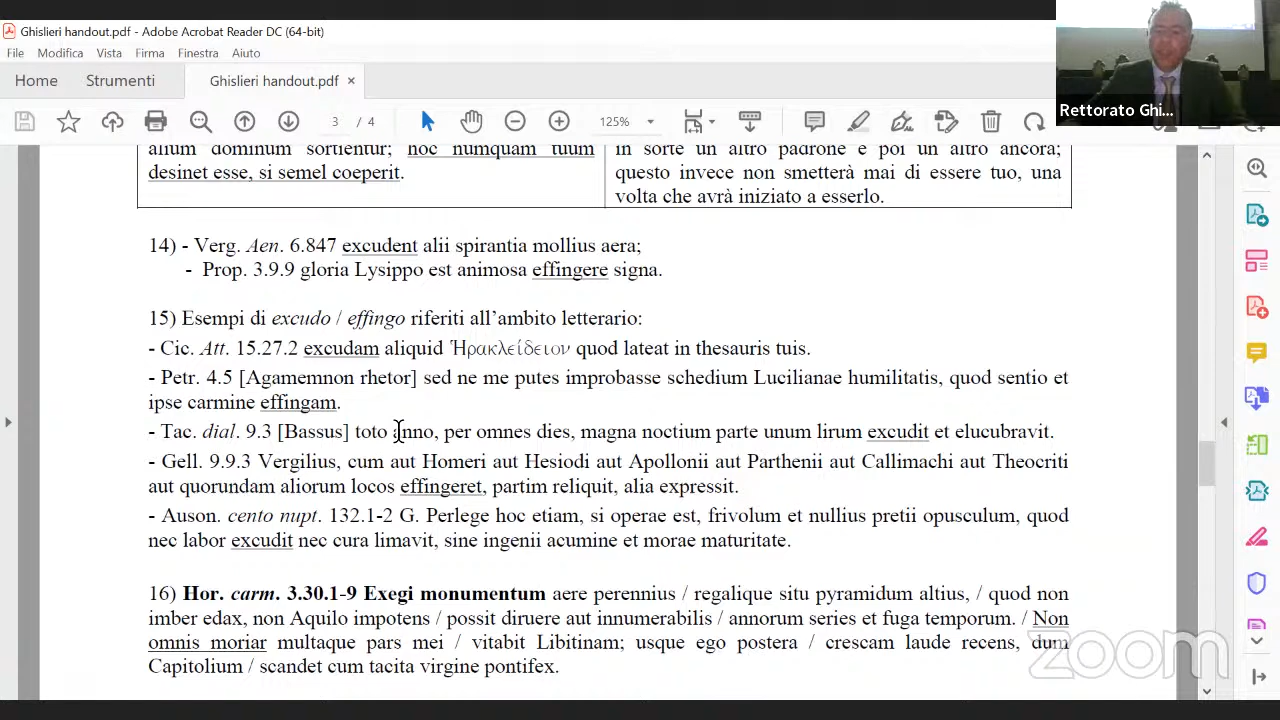 Ghislieri handout.pdf - Adobe Acrobat Reader DC (64-bit)
File Modifica Vista Firma Finestra Aiuto
Home Strumenti Ghislieri handout.pdf ×
3 / 4 125%
Rettorato Ghi...
alium dominum sortientur; hoc numquam tuum
desinet esse, si semel coeperit.
in sorte un altro padrone e poi un altro ancora;
questo invece non smetterà mai di essere tuo, una
volta che avrà iniziato a esserlo.
14) - Verg. Aen. 6.847 excudent alii spirantia mollius aera;
- Prop. 3.9.9 gloria Lysippo est animosa effingere signa.
15) Esempi di excudo / effingo riferiti all’ambito letterario:
- Cic. Att. 15.27.2 excudam aliquid Ἡρακλείδειον quod lateat in thesauris tuis.
- Petr. 4.5 [Agamemnon rhetor] sed ne me putes improbasse schedium Lucilianae humilitatis, quod sentio et
ipse carmine effingam.
- Tac. dial. 9.3 [Bassus] toto anno, per omnes dies, magna noctium parte unum lirum excudit et elucubravit.
- Gell. 9.9.3 Vergilius, cum aut Homeri aut Hesiodi aut Apollonii aut Parthenii aut Callimachi aut Theocriti
aut quorundam aliorum locos effingeret, partim reliquit, alia expressit.
- Auson. cento nupt. 132.1-2 G. Perlege hoc etiam, si operae est, frivolum et nullius pretii opusculum, quod
nec labor excudit nec cura limavit, sine ingenii acumine et morae maturitate.
16) Hor. carm. 3.30.1-9 Exegi monumentum aere perennius / regalique situ pyramidum altius, / quod non
imber edax, non Aquilo impotens / possit diruere aut innumerabilis / annorum series et fuga temporum. / Non
omnis moriar multaque pars mei / vitabit Libitinam; usque ego postera / crescam laude recens, dum
Capitolium / scandet cum tacita virgine pontifex.
zoom